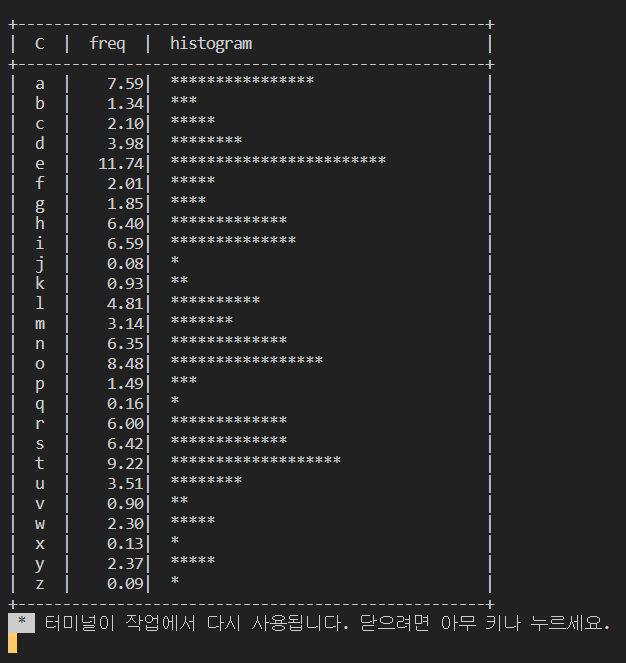 +----------------------------------------------------+
|  C  |  freq  |  histogram                          |
+----------------------------------------------------+
|  a  |    7.59|  ****************                   |
|  b  |    1.34|  ***                                |
|  c  |    2.10|  *****                              |
|  d  |    3.98|  ********                           |
|  e  |   11.74|  ************************           |
|  f  |    2.01|  *****                              |
|  g  |    1.85|  ****                               |
|  h  |    6.40|  *************                      |
|  i  |    6.59|  **************                     |
|  j  |    0.08|  *                                  |
|  k  |    0.93|  **                                 |
|  l  |    4.81|  **********                         |
|  m  |    3.14|  *******                            |
|  n  |    6.35|  *************                      |
|  o  |    8.48|  *****************                  |
|  p  |    1.49|  ***                                |
|  q  |    0.16|  *                                  |
|  r  |    6.00|  *************                      |
|  s  |    6.42|  *************                      |
|  t  |    9.22|  *******************                |
|  u  |    3.51|  ********                           |
|  v  |    0.90|  **                                 |
|  w  |    2.30|  *****                              |
|  x  |    0.13|  *                                  |
|  y  |    2.37|  *****                              |
|  z  |    0.09|  *                                  |
+----------------------------------------------------+
 *  터미널이 작업에서 다시 사용됩니다. 닫으려면 아무 키나 누르세요.